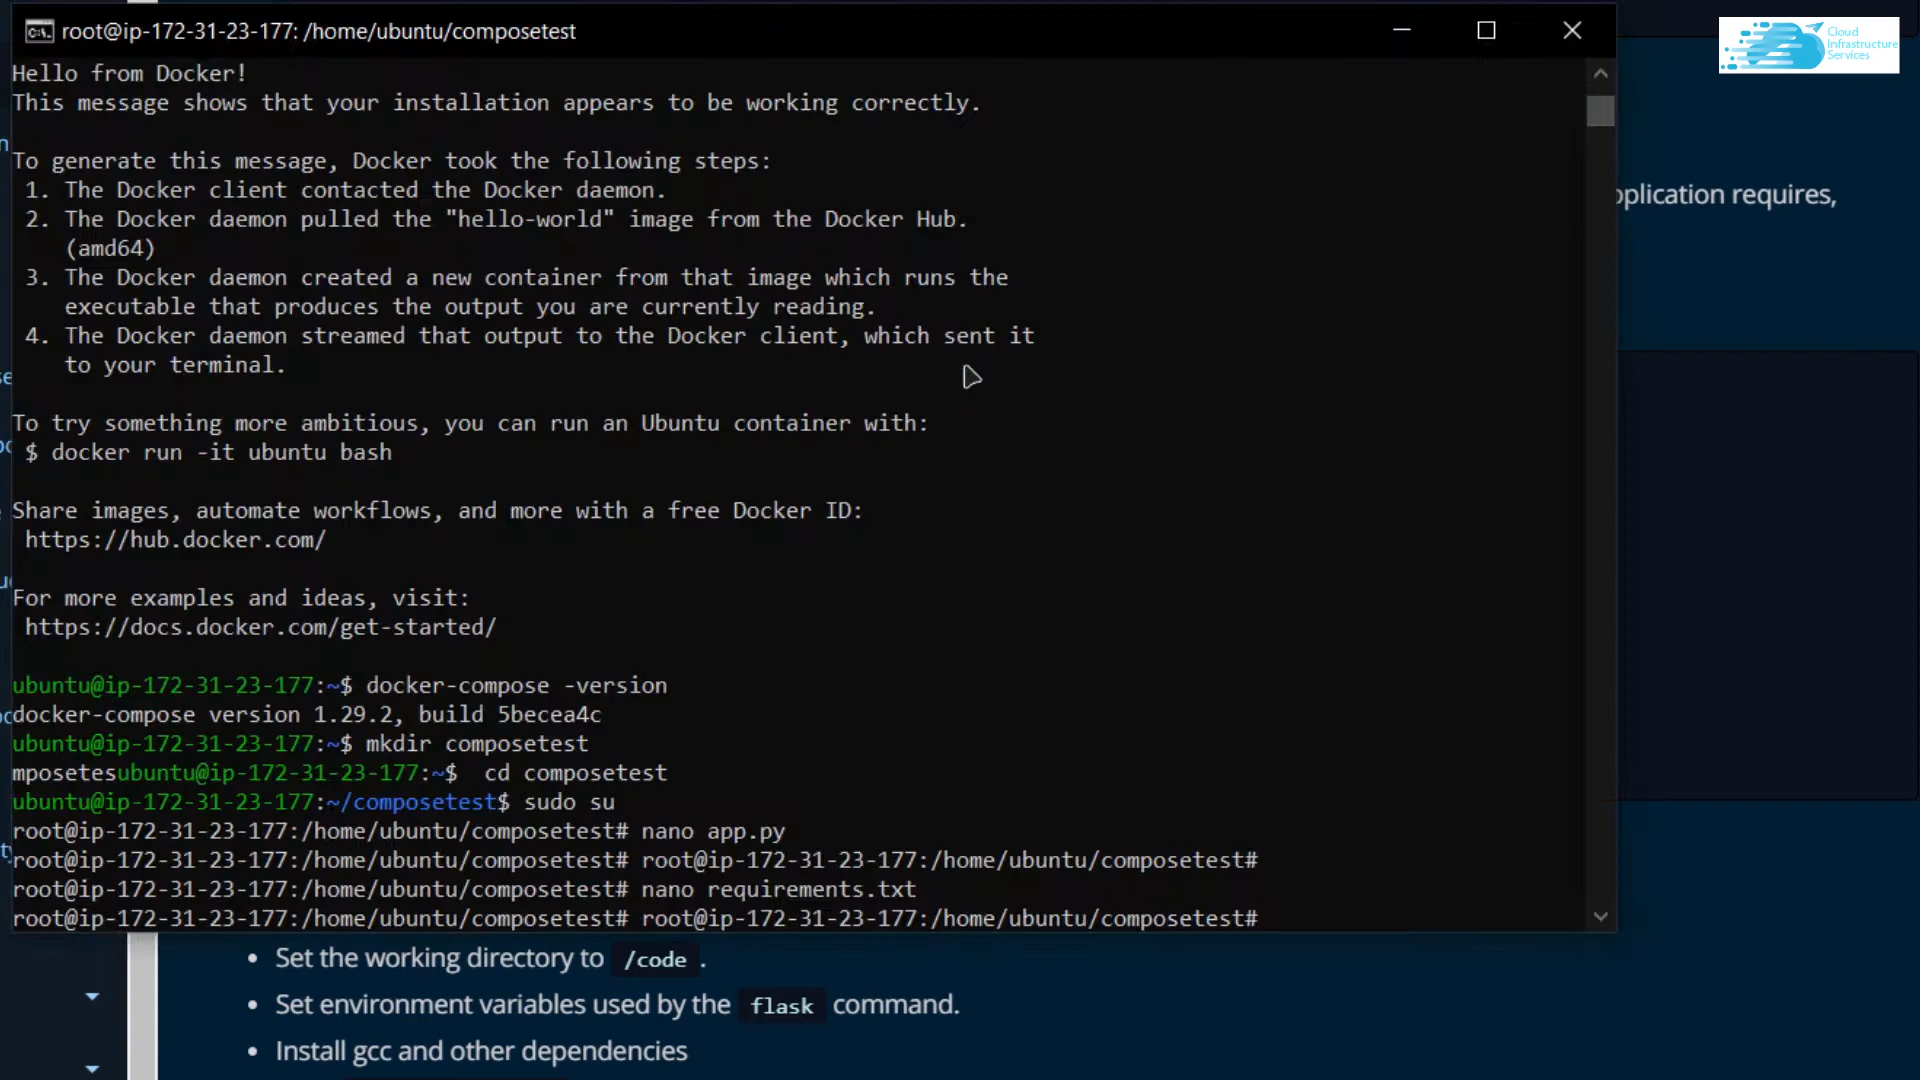 root@ip-172-31-23-177: /home/ubuntu/composetest
Cloud
Infrastructure
Services
Hello from Docker!
This message shows that your installation appears to be working correctly.
To generate this message, Docker took the following steps:
1. The Docker client contacted the Docker daemon.
2. The Docker daemon pulled the "hello-world" image from the Docker Hub.
(amd64)
3. The Docker daemon created a new container from that image which runs the
executable that produces the output you are currently reading.
4. The Docker daemon streamed that output to the Docker client, which sent it
to your terminal.
To try something more ambitious, you can run an Ubuntu container with:
$ docker run -it ubuntu bash
Share images, automate workflows, and more with a free Docker ID:
https://hub.docker.com/
For more examples and ideas, visit:
https://docs.docker.com/get-started/
ubuntu@ip-172-31-23-177:~$ docker-compose -version
docker-compose version 1.29.2, build 5becea4c
ubuntu@ip-172-31-23-177:~$ mkdir composetest
mposetesubuntu@ip-172-31-23-177:~$  cd composetest
ubuntu@ip-172-31-23-177:~/composetest$ sudo su
root@ip-172-31-23-177:/home/ubuntu/composetest# nano app.py
root@ip-172-31-23-177:/home/ubuntu/composetest# root@ip-172-31-23-177:/home/ubuntu/composetest#
root@ip-172-31-23-177:/home/ubuntu/composetest# nano requirements.txt
root@ip-172-31-23-177:/home/ubuntu/composetest# root@ip-172-31-23-177:/home/ubuntu/composetest#
pplication requires,
• Set the working directory to /code .
• Set environment variables used by the flask command.
• Install gcc and other dependencies